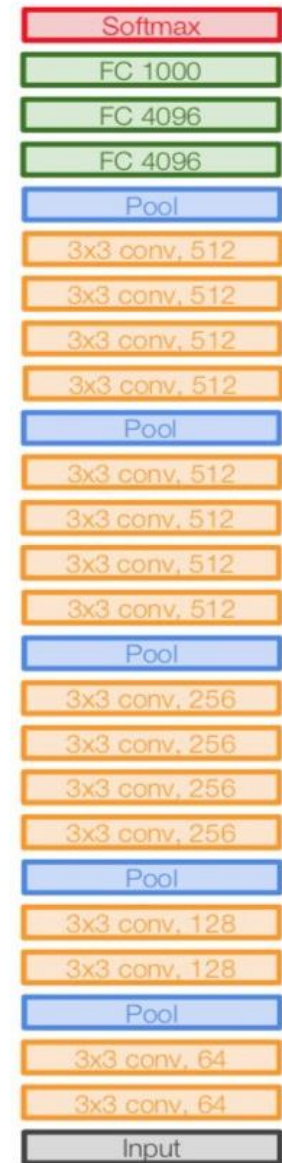 Softmax
FC 1000
FC 4096
FC 4096
Pool
3x3 conv, 512
3x3 conv, 512
3x3 conv, 512
3x3 conv, 512
Pool
3x3 conv, 512
3x3 conv, 512
3x3 conv, 512
3x3 conv, 512
Pool
3x3 conv, 256
3x3 conv, 256
3x3 conv, 256
3x3 conv, 256
Pool
3x3 conv, 128
3x3 conv, 128
Pool
3x3 conv, 64
3x3 conv, 64
Input